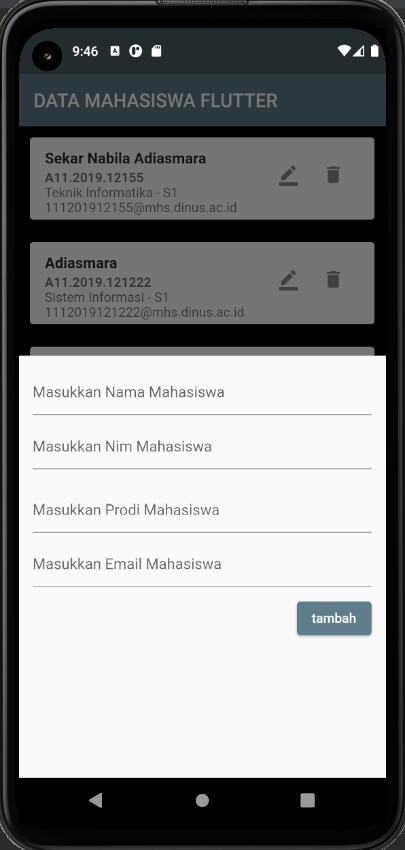 9:46
DATA MAHASISWA FLUTTER
Sekar Nabila Adiasmara
A11.2019.12155
Teknik Informatika - S1
111201912155@mhs.dinus.ac.id
Adiasmara
A11.2019.121222
Sistem Informasi - S1
1112019121222@mhs.dinus.ac.id
Masukkan Nama Mahasiswa
Masukkan Nim Mahasiswa
Masukkan Prodi Mahasiswa
Masukkan Email Mahasiswa
tambah